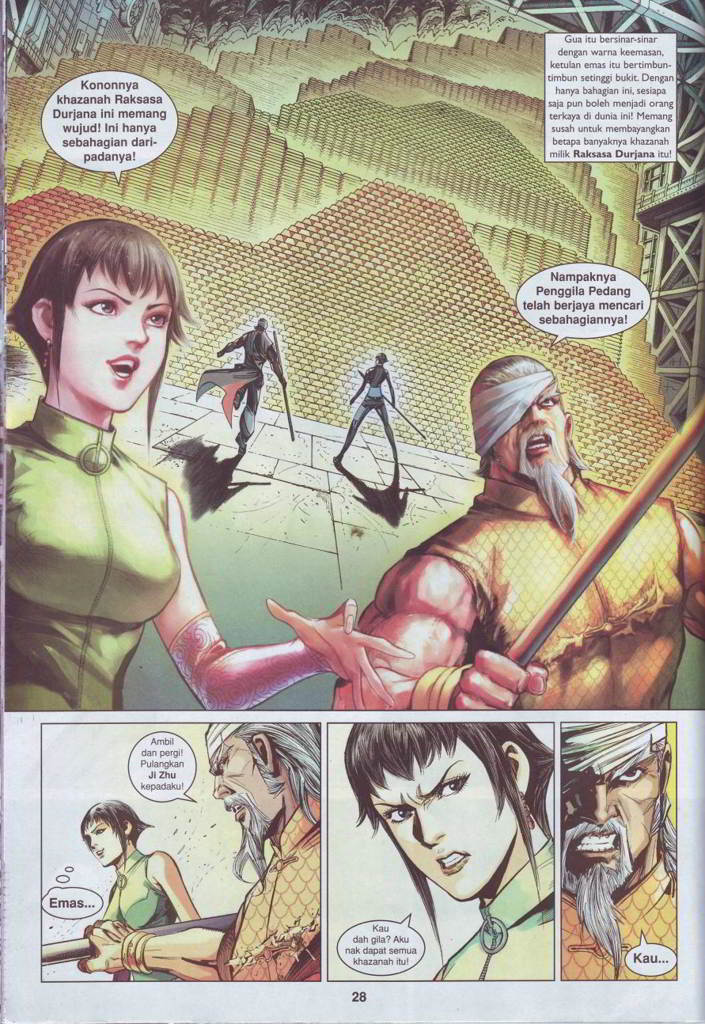 Kononnya
khazanah Raksasa
Durjana ini memang
wujud! Ini hanya
sebahagian dari-
padanya!
Gua itu bersinar-sinar
dengan warna keemasan,
ketulan emas itu bertimbun-
timbun setinggi bukit. Dengan
hanya bahagian ini, sesiapa
saja pun boleh menjadi orang
terkaya di dunia ini! Memang
susah untuk membayangkan
betapa banyaknya khazanah
milik Raksasa Durjana itu!
Nampaknya
Penggila Pedang
telah berjaya mencari
sebahagiannya!
Ambil
dan pergi!
Pulangkan
Ji Zhu
kepadaku!
Emas...
Kau
dah gila? Aku
nak dapat semua
khazanah itu!
Kau...
28